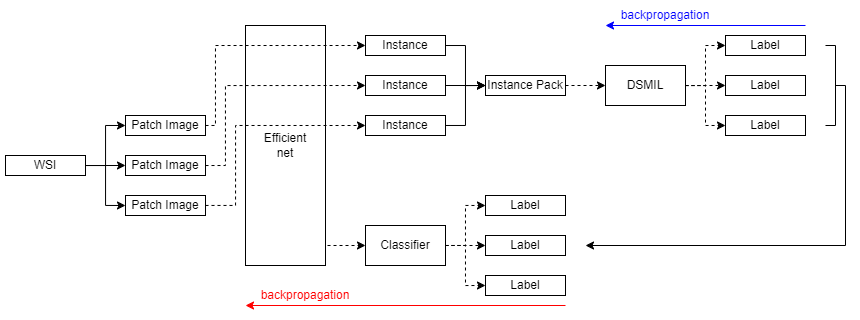 backpropagation
Instance
Label
Instance
Instance Pack
DSMIL
Label
Patch Image
Instance
Label
Efficient
net
WSI
Patch Image
Patch Image
Label
Classifier
Label
Label
backpropagation